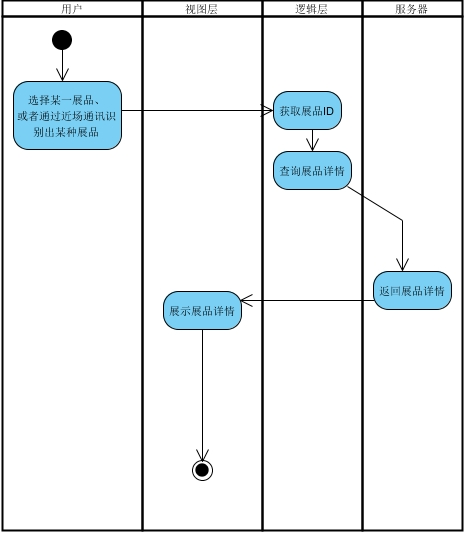 用户
视图层
逻辑层
服务器
选择某一展品、
或者通过近场通讯识
别出某种展品
获取展品ID
查询展品详情
返回展品详情
展示展品详情